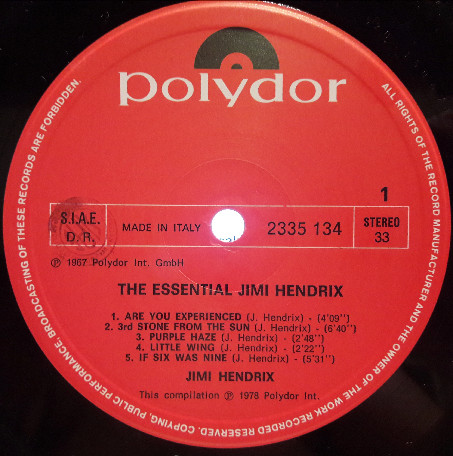 polydor
1
S.I.A.E.
D.R.
MADE IN ITALY
2335 134
STEREO
33
℗ 1967 Polydor Int. GmbH
THE ESSENTIAL JIMI HENDRIX
1. ARE YOU EXPERIENCED (J. Hendrix) - (4'09'')
2. 3rd STONE FROM THE SUN (J. Hendrix) - (6'40'')
3. PURPLE HAZE (J. Hendrix) - (2'48'')
4. LITTLE WING (J. Hendrix) - (2'22'')
5. IF SIX WAS NINE (J. Hendrix) - (5'31'')
JIMI HENDRIX
This compilation ℗ 1978 Polydor Int.
ALL RIGHTS OF THE RECORD MANUFACTURER AND OF THE OWNER OF THE WORK RECORDED RESERVED. COPYING, PUBLIC PERFORMANCE, BROADCASTING OF THESE RECORDS ARE FORBIDDEN.